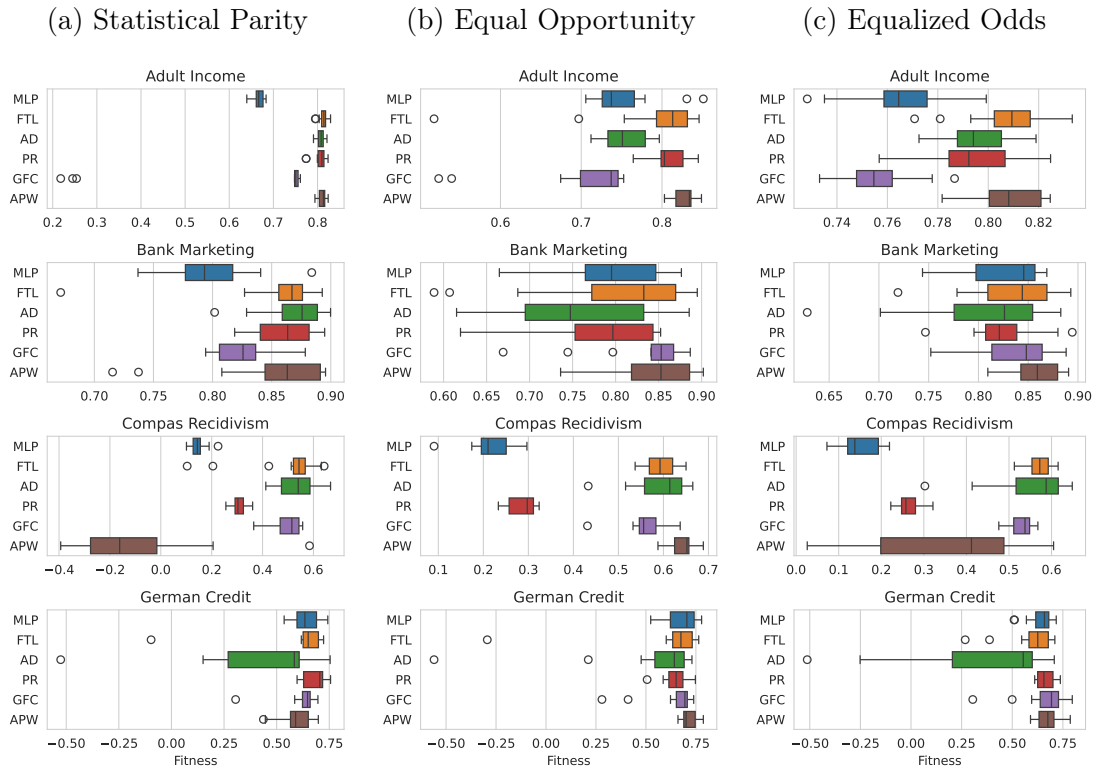 (a) Statistical Parity
(b) Equal Opportunity
(c) Equalized Odds
Adult Income
MLP
FTL
AD
PR
GFC
APW
0.2 0.3 0.4 0.5 0.6 0.7 0.8
Adult Income
MLP
FTL
AD
PR
GFC
APW
0.6 0.7 0.8
Adult Income
MLP
FTL
AD
PR
GFC
APW
0.74 0.76 0.78 0.80 0.82
Bank Marketing
MLP
FTL
AD
PR
GFC
APW
0.70 0.75 0.80 0.85 0.90
Bank Marketing
MLP
FTL
AD
PR
GFC
APW
0.60 0.65 0.70 0.75 0.80 0.85 0.90
Bank Marketing
MLP
FTL
AD
PR
GFC
APW
0.65 0.70 0.75 0.80 0.85 0.90
Compas Recidivism
MLP
FTL
AD
PR
GFC
APW
−0.4 −0.2 0.0 0.2 0.4 0.6
Compas Recidivism
MLP
FTL
AD
PR
GFC
APW
0.1 0.2 0.3 0.4 0.5 0.6 0.7
Compas Recidivism
MLP
FTL
AD
PR
GFC
APW
0.0 0.1 0.2 0.3 0.4 0.5 0.6
German Credit
MLP
FTL
AD
PR
GFC
APW
−0.50 −0.25 0.00 0.25 0.50 0.75
Fitness
German Credit
MLP
FTL
AD
PR
GFC
APW
−0.50 −0.25 0.00 0.25 0.50 0.75
Fitness
German Credit
MLP
FTL
AD
PR
GFC
APW
−0.50 −0.25 0.00 0.25 0.50 0.75
Fitness